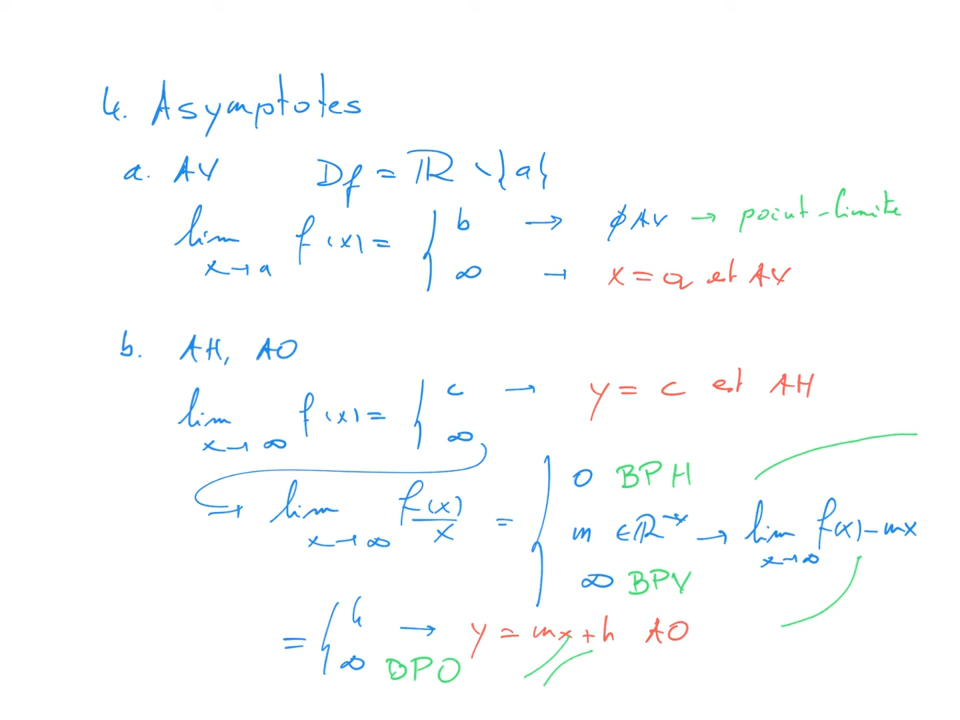 4. Asymptotes
a. AV Df = ℝ \ {a}
lim x→a f(x) = { b → ∄ AV → point-limite
∞ → x = a est AV
b. AH, AO
lim x→∞ f(x) = { c → y = c est AH
∞
→ lim x→∞ f(x)/x = { 0 BPH
m ∈ ℝ* → lim x→∞ f(x) - mx
∞ BPV
= { h → y = mx + h AO
∞ BPO